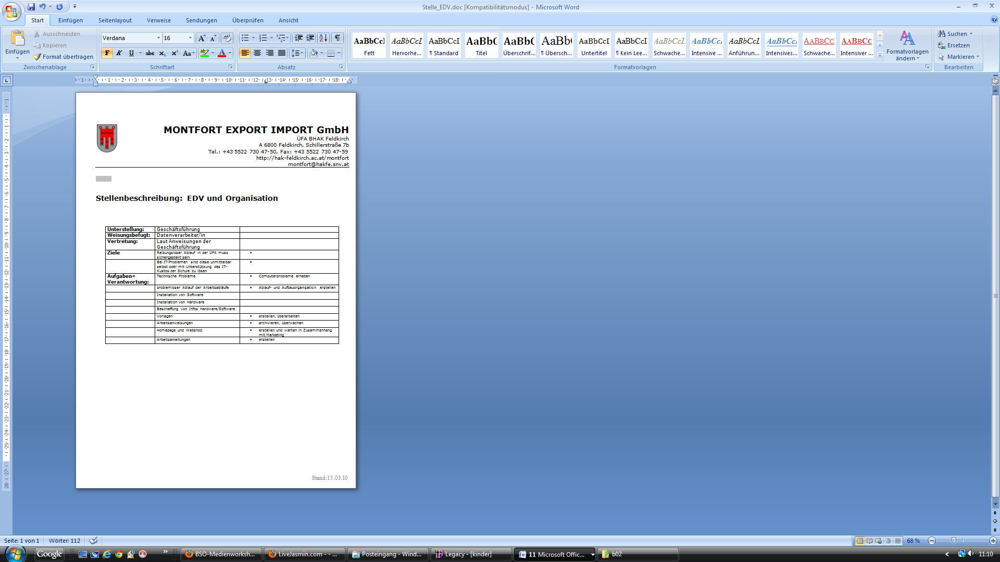 Stelle_EDV.doc [Kompatibilitätsmodus] - Microsoft Word
Start Einfügen Seitenlayout Verweise Sendungen Überprüfen Ansicht
Einfügen
Ausschneiden
Kopieren
Format übertragen
Zwischenablage
Verdana 16
F K U abc x₂ x² Aa
Schriftart
Absatz
AaBbCcI AaBbCcI AaBbCcI AaBbC AaBbC AaBbC AaBbCcI AaBbCcI AaBbCcI AaBbCcI AaBbCcI AaBbCcI AaBbCc AaBbCc
Fett Hervorhe... ¶ Standard Titel Überschrif... ¶ Übersch... Untertitel ¶ Kein Lee... Schwache... Intensive ... Anführun... Intensives... Schwache... Intensiver ...
Formatvorlagen
Formatvorlagen ändern
Suchen
Ersetzen
Markieren
Bearbeiten
MONTFORT EXPORT IMPORT GmbH
ÜFA BHAK Feldkirch
A 6800 Feldkirch, Schillerstraße 7b
Tel.: +43 5522 730 47-50, Fax: +43 5522 730 47-59
http://hak-feldkirch.ac.at/montfort
montfort@hakfe.snv.at
Stellenbeschreibung: EDV und Organisation
Unterstellung: Geschäftsführung
Weisungsbefugt: Datenverarbeiter/in
Vertretung: Laut Anweisungen der
Geschäftsführung
Ziele Reibungsloser Ablauf in der ÜFA muss •
sichergestellt sein
Bei IT-Problemen sind diese unmittelbar •
selbst oder mit Unterstützung des IT-
Kustos der Schule zu lösen
Aufgaben+ Technische Probleme • Computerprobleme erheben
Verantwortung:
problemloser Ablauf der Arbeitsabläufe • Ablauf- und Aufbauorganisation erstellen
Installation von Software
Installation von Hardware
Beschaffung von Infos Hardware/Software
Vorlagen • erstellen, überarbeiten
Arbeitsanweisungen • archivieren, überwachen
Homepage und Webshop • erstellen und warten in Zusammenhang
mit Marketing
Arbeitsanleitungen • erstellen
Stand:15.03.10
Seite: 1 von 1 Wörter: 112 68 %
Google BSO-Medienworksh... LiveJasmin.com - - ... Posteingang - Wind... Legacy - [kinder] 11 Microsoft Offic... b02 11:10